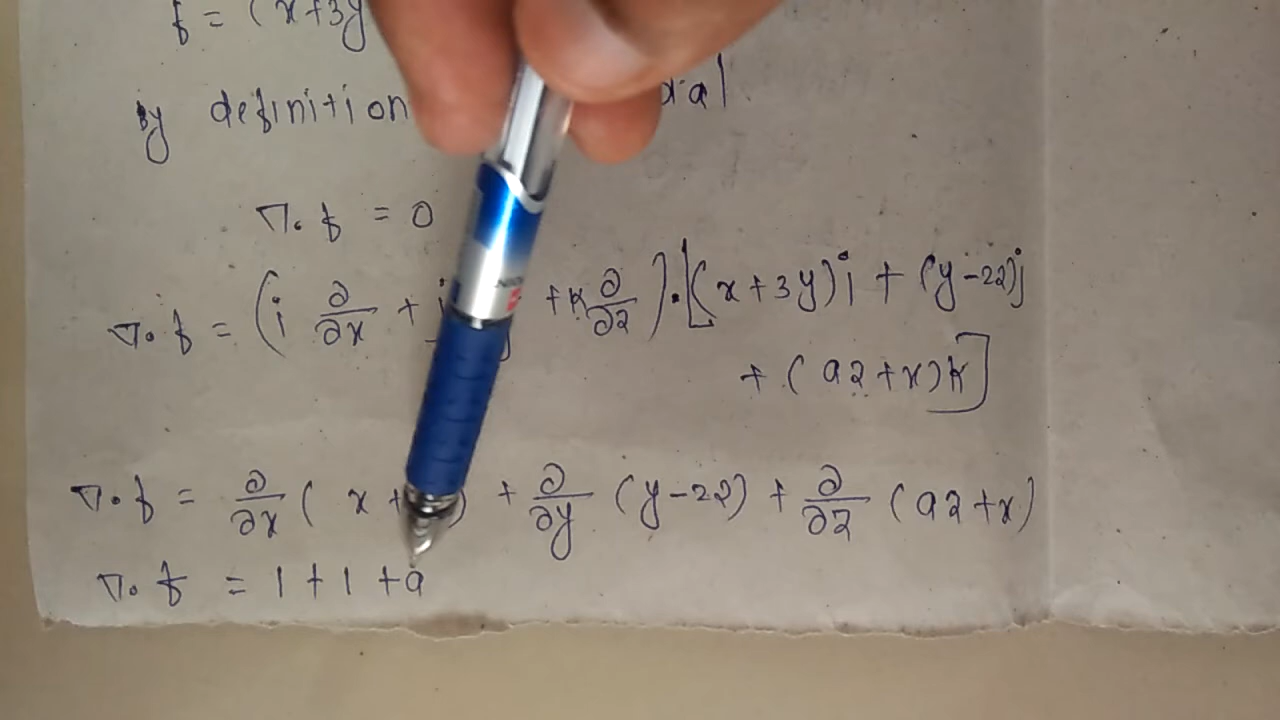 f = (x+3y
by definition
∇. f = 0
∇. f = (i ∂/∂x + j + k ∂/∂z) . [(x+3y)i + (y-2z)j
+ (az+x)k]
∇. f = ∂/∂x ( x+ ) + ∂/∂y (y-2z) + ∂/∂z (az+x)
∇. f = 1 + 1 + a